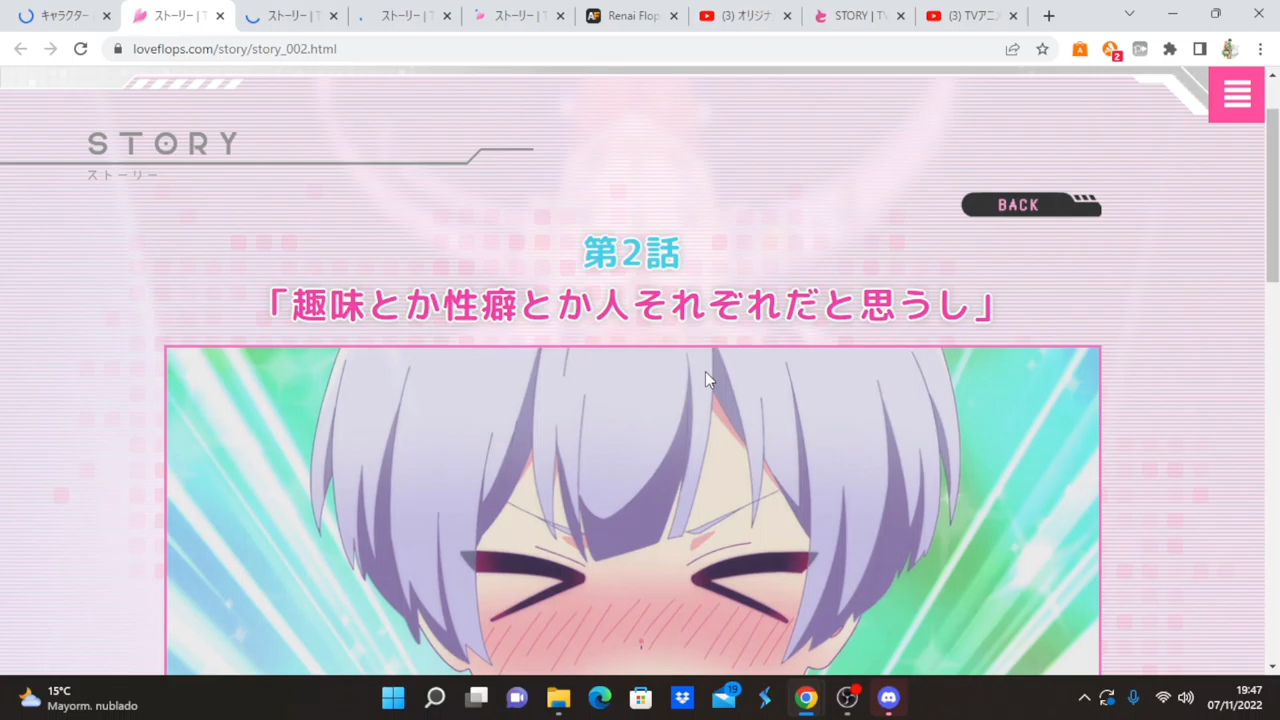 キャラクター
ストーリー | T
ストーリー | T
ストーリー | T
ストーリー | T
Renai Flop
(3) オリジナ
STORY | TV
(3) TVアニメ
loveflops.com/story/story_002.html
2
STORY
ストーリー
BACK
第2話
「趣味とか性癖とか人それぞれだと思うし」
15°C
Mayorm. nublado
19
19:47
07/11/2022